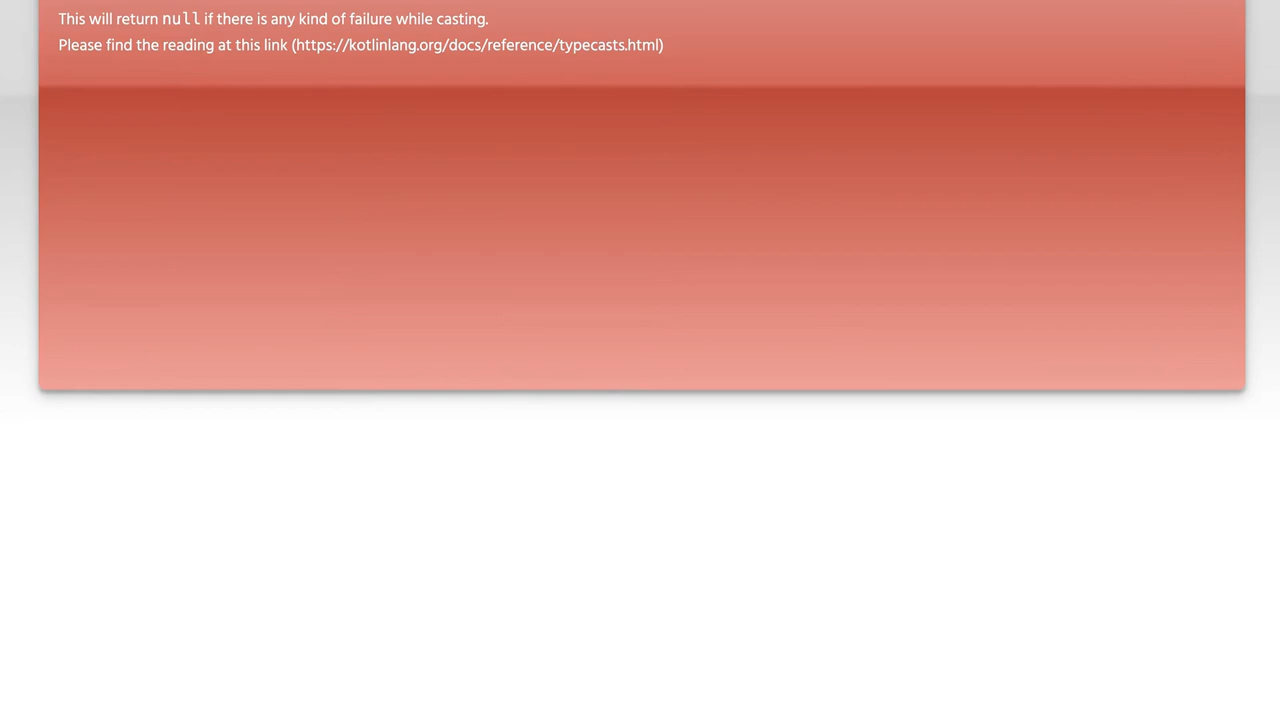 This will return null if there is any kind of failure while casting.
Please find the reading at this link (https://kotlinlang.org/docs/reference/typecasts.html)